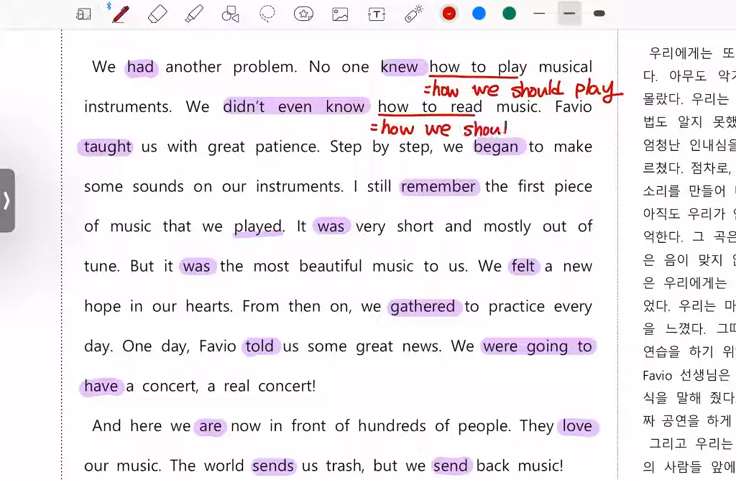 We had another problem. No one knew how to play musical
=how we should play
instruments. We didn't even know how to read music. Favio
=how we shoul
taught us with great patience. Step by step, we began to make
some sounds on our instruments. I still remember the first piece
of music that we played. It was very short and mostly out of
tune. But it was the most beautiful music to us. We felt a new
hope in our hearts. From then on, we gathered to practice every
day. One day, Favio told us some great news. We were going to
have a concert, a real concert!
And here we are now in front of hundreds of people. They love
our music. The world sends us trash, but we send back music!
우리에게는 또
다. 아무도 악기
몰랐다. 우리는
법도 알지 못했
엄청난 인내심을
르쳤다. 점차로,
소리를 만들어
아직도 우리가
억한다. 그 곡은
은 음이 맞지
은 우리에게는
었다. 우리는 마
을 느꼈다. 그때
연습을 하기 위
Favio 선생님은
식을 말해 줬다
짜 공연을 하게
그리고 우리는
의 사람들 앞에